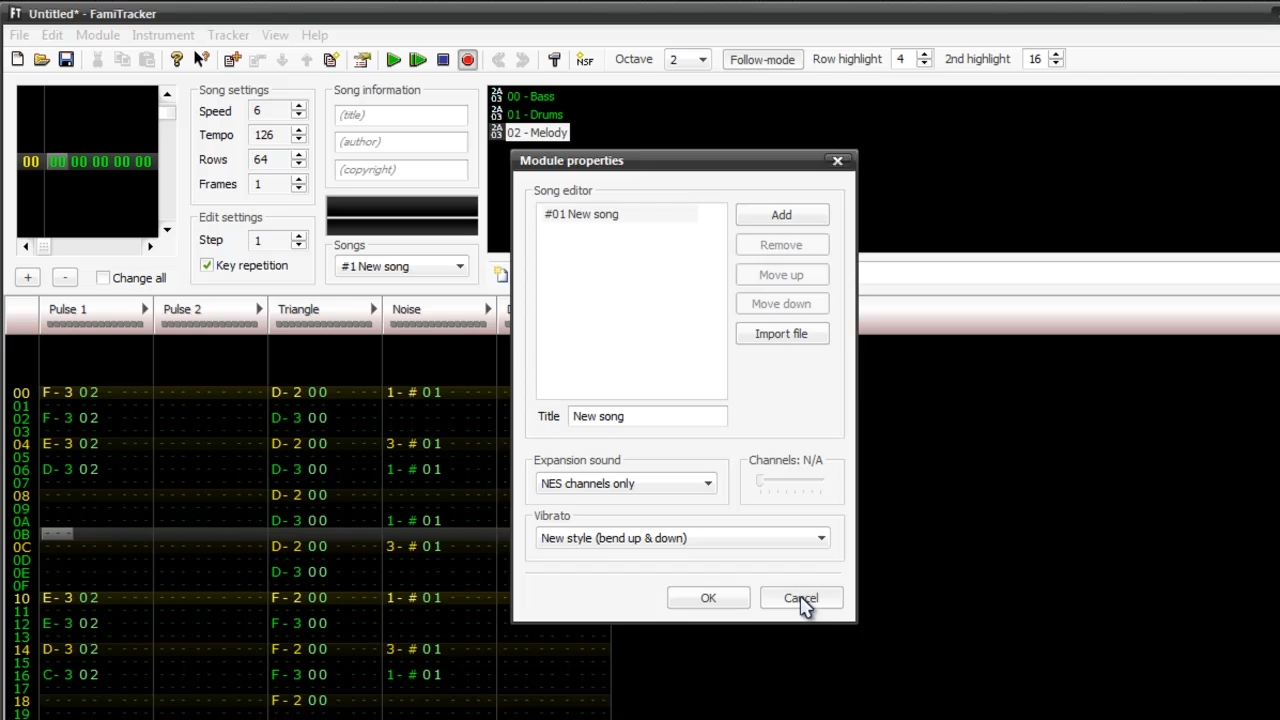 Untitled* - FamiTracker
File Edit Module Instrument Tracker View Help
NSF Octave 2 Follow-mode Row highlight 4 2nd highlight 16
Song settings
Speed 6
Tempo 126
Rows 64
Frames 1
Edit settings
Step 1
Key repetition
Song information
(title)
(author)
(copyright)
Songs
#1 New song
00 00 00 00 00 00
+ - Change all
2A03 00 - Bass
2A03 01 - Drums
2A03 02 - Melody
Module properties
Song editor
#01 New song
Add
Remove
Move up
Move down
Import file
Title New song
Expansion sound
NES channels only
Channels: N/A
Vibrato
New style (bend up & down)
OK Cancel
Pulse 1 Pulse 2 Triangle Noise
00 F-3 02 D-2 00 1-# 01
01
02 F-3 02 D-3 00
03
04 E-3 02 D-2 00 3-# 01
05
06 D-3 02 D-3 00 1-# 01
07
08 D-2 00
09
0A D-3 00 1-# 01
0B ---
0C D-2 00 3-# 01
0D
0E D-3 00
0F
10 E-3 02 F-2 00 1-# 01
11
12 E-3 02 F-3 00
13
14 D-3 02 F-2 00 3-# 01
15
16 C-3 02 F-3 00 1-# 01
17
18 F-2 00
19